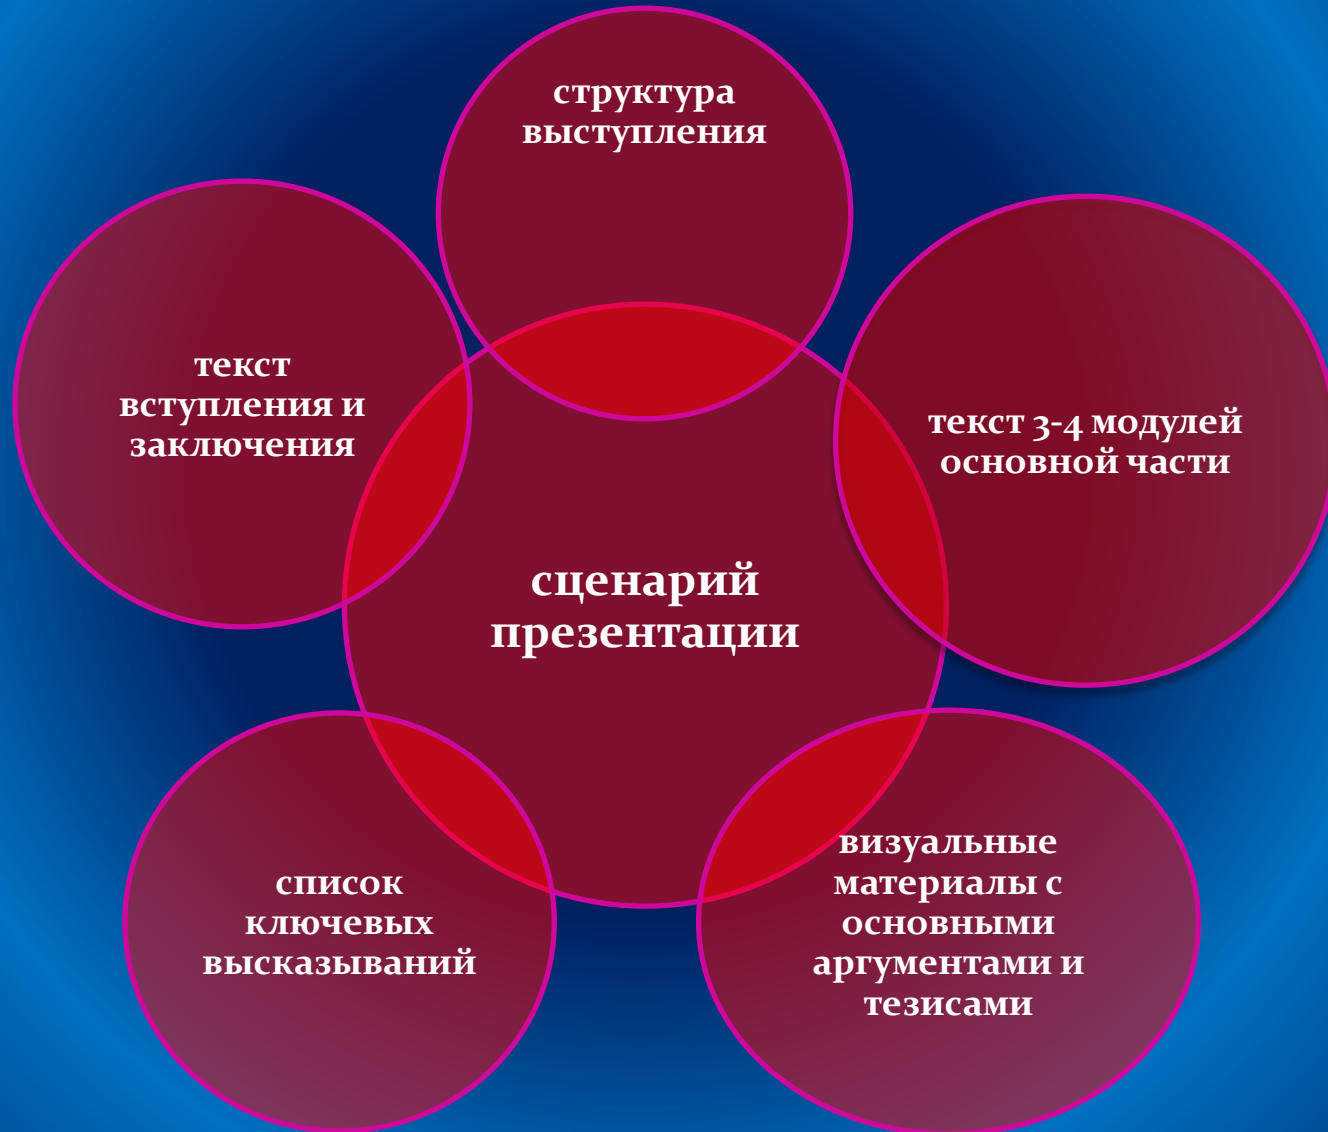 структура
выступления
текст
вступления и
заключения
текст 3-4 модулей
основной части
сценарий
презентации
список
ключевых
высказываний
визуальные
материалы с
основными
аргументами и
тезисами